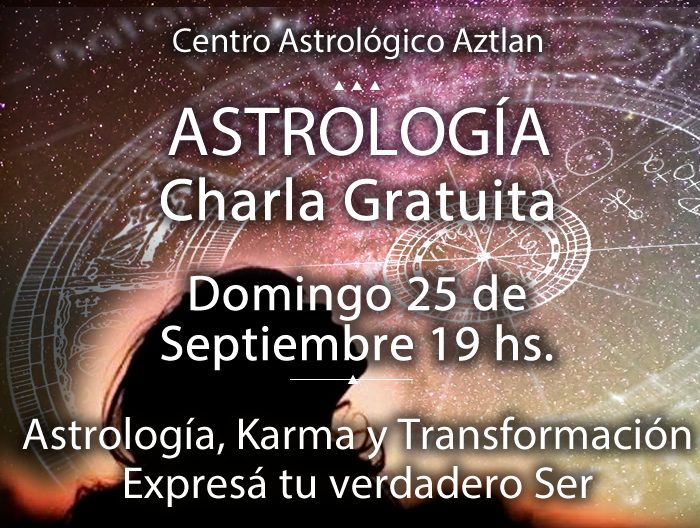 Centro Astrológico Aztlan
ASTROLOGÍA
Charla Gratuita
Domingo 25 de
Septiembre 19 hs.
Astrología, Karma y Transformación
Expresá tu verdadero Ser